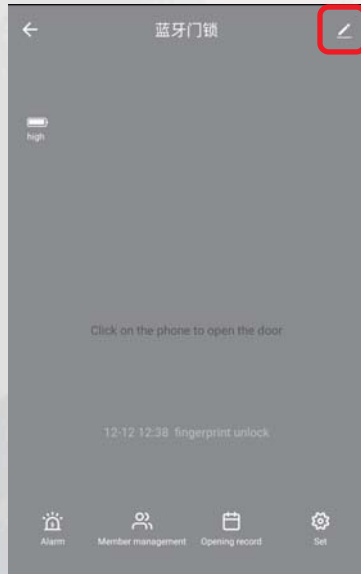 蓝牙门锁
high
Click on the phone to open the door
12-12 12:38 fingerprint unlock
Alarm Member management Opening record Set